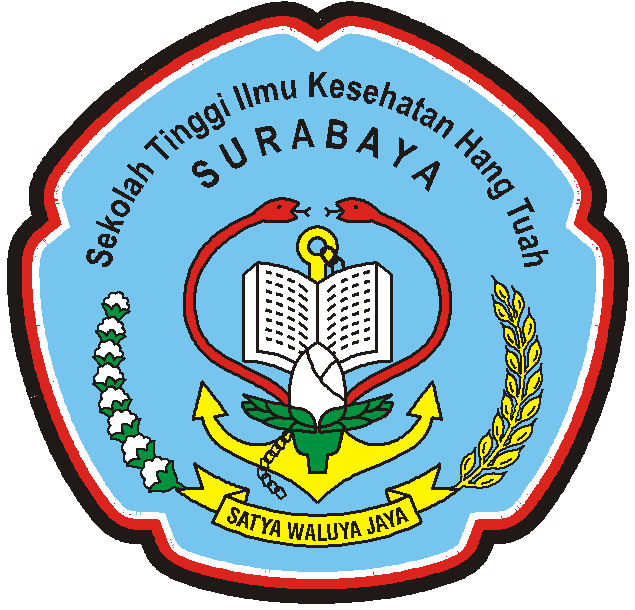 Sekolah Tinggi Ilmu Kesehatan Hang Tuah
SURABAYA
SATYA WALUYA JAYA